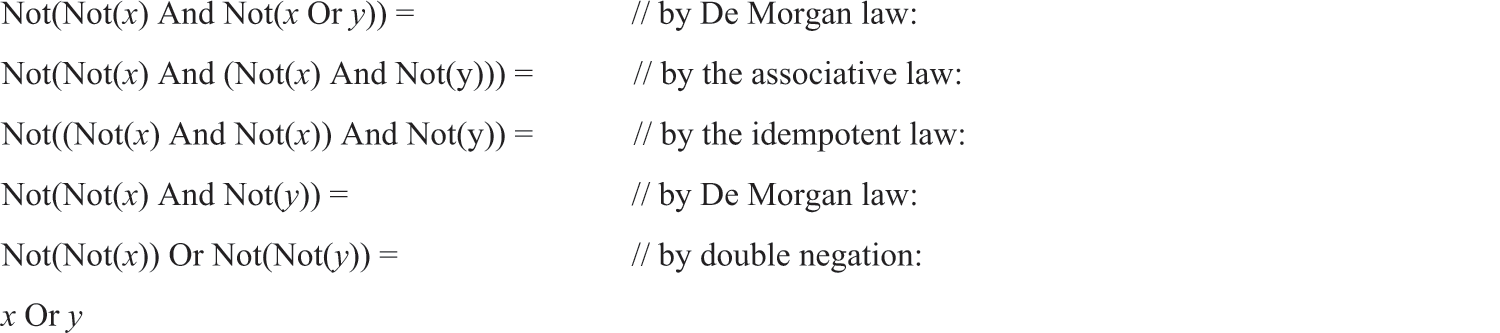 Not(Not(x) And Not(x Or y)) = // by De Morgan law:
Not(Not(x) And (Not(x) And Not(y))) = // by the associative law:
Not((Not(x) And Not(x)) And Not(y)) = // by the idempotent law:
Not(Not(x) And Not(y)) = // by De Morgan law:
Not(Not(x)) Or Not(Not(y)) = // by double negation:
x Or y